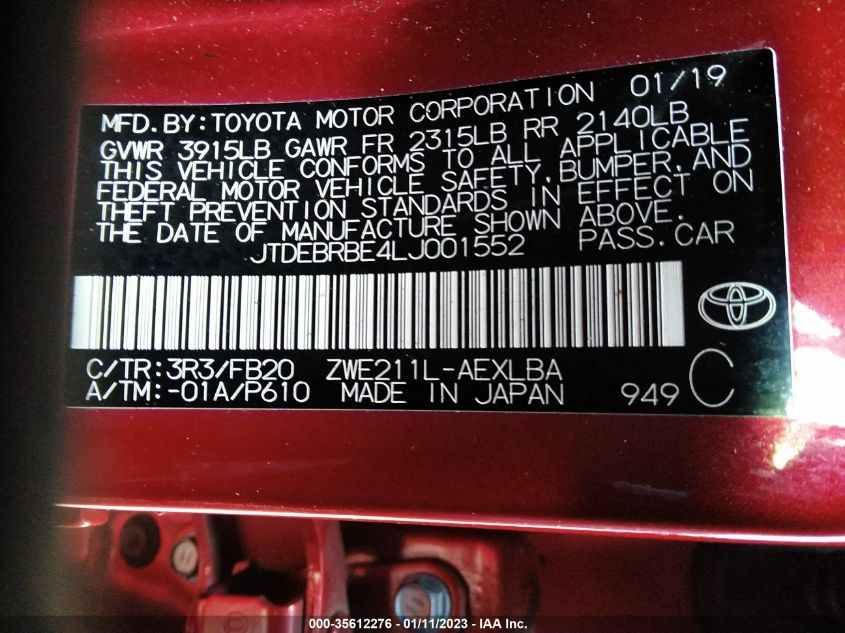 MFD.BY:TOYOTA MOTOR CORPORATION 01/19
GVWR 3915LB GAWR FR 2315LB RR 2140LB
THIS VEHICLE CONFORMS TO ALL APPLICABLE
FEDERAL MOTOR VEHICLE SAFETY,BUMPER,AND
THEFT PREVENTION STANDARDS IN EFFECT ON
THE DATE OF MANUFACTURE SHOWN ABOVE.
JTDEBRBE4LJ001552 PASS.CAR
C/TR:3R3/FB20 ZWE211L-AEXLBA
A/TM:-01A/P610 MADE IN JAPAN 949 C
000-35612276 - 01/11/2023 - IAA Inc.